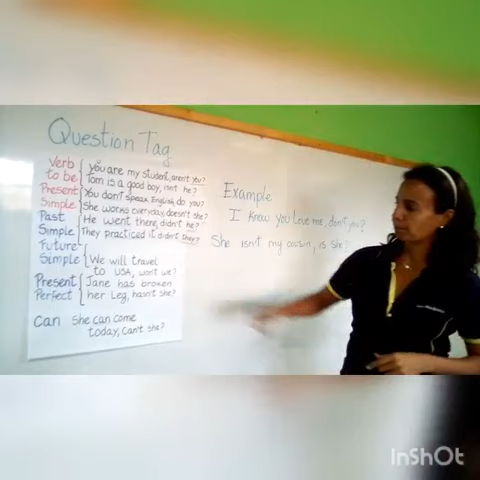 Question Tag
Verb to be { you are my student, aren't you?
Tom is a good boy, isn't he?
Present Simple { You don't speak English, do you?
She works everyday, doesn't she?
Past Simple { He went there, didn't he?
They practiced it didn't they?
Future Simple { We will travel
to USA, won't we?
Present Perfect { Jane has broken
her Leg, hasn't she?
Can she can come
today, can't she?
Example
I know you Love me, don't you?
She isn't my cousin, is she?
InShOt